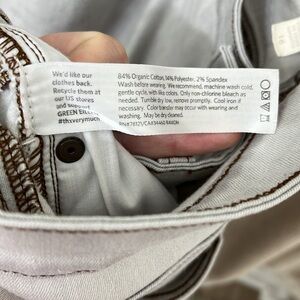 We'd like our
clothes back.
Recycle them at
our US stores
and support
GREEN EILEEN
#thxverymuch
84% Organic Cotton, 14% Polyester, 2% Spandex
Wash before wearing. We recommend, machine wash cold,
gentle cycle, with like colors. Only non-chlorine bleach as
needed. Tumble dry low, remove promptly. Cool iron if
necessary. Color transfer may occur with wearing and
washing. May be dry cleaned.